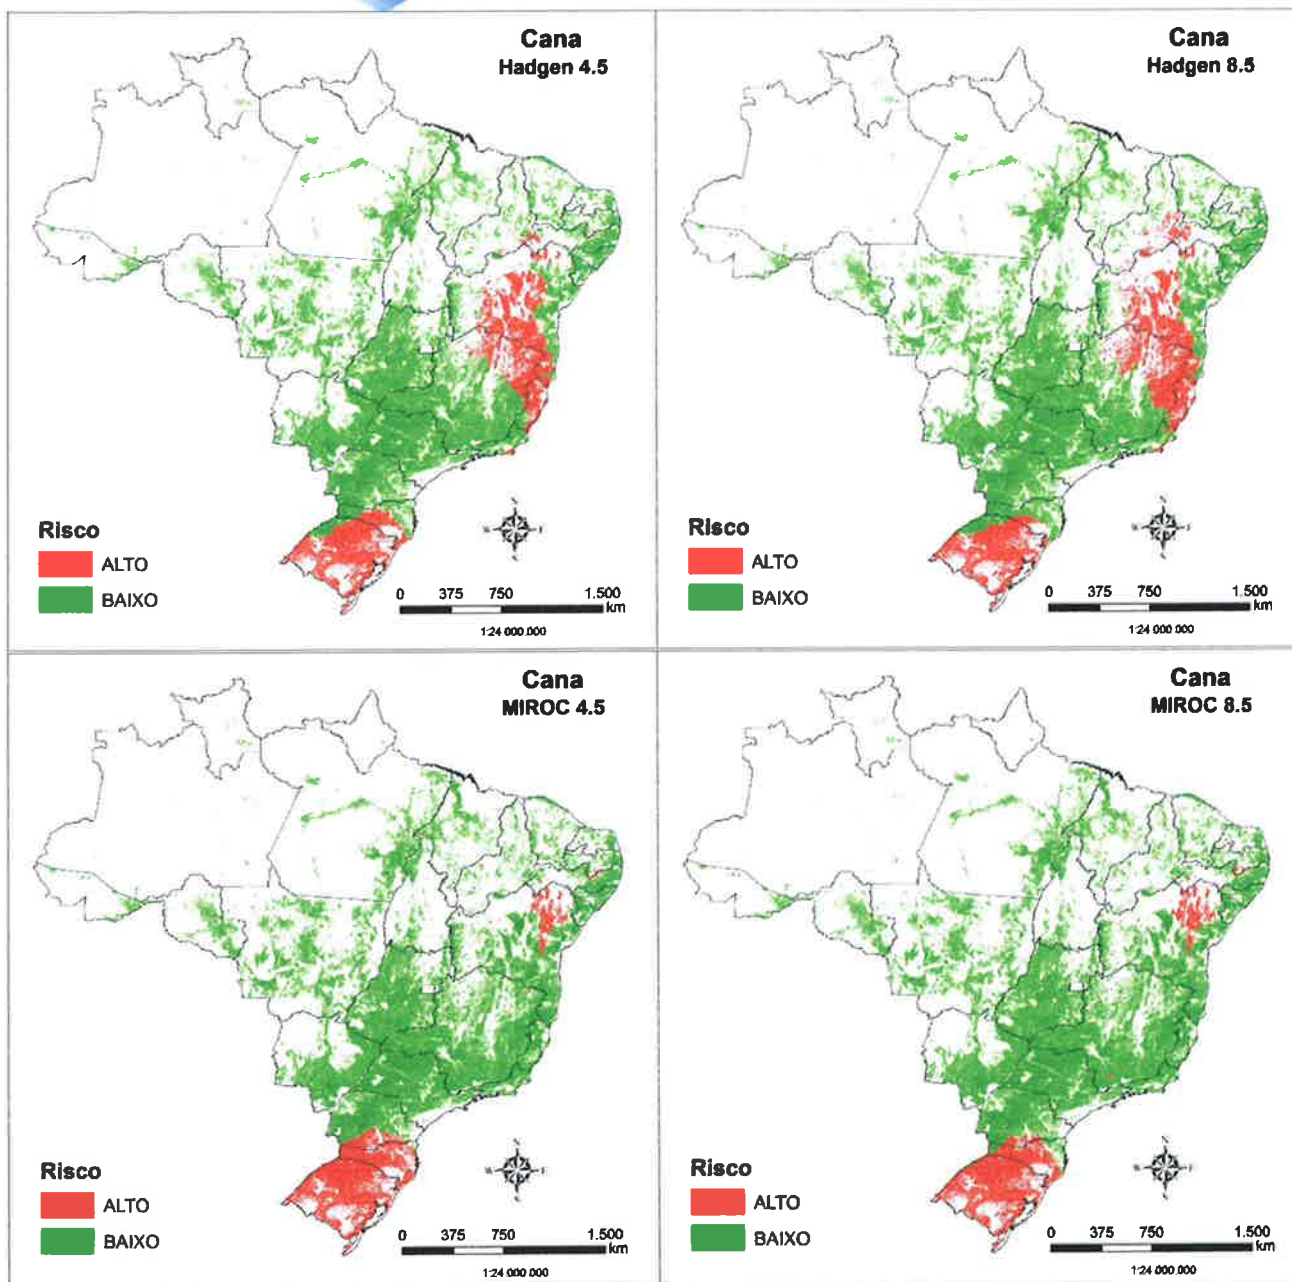 Cana
Hadgen 4.5
N
W
E
S
Risco
ALTO
BAIXO
0 375 750 1.500
km
1:24 000.000
Cana
Hadgen 8.5
N
W
E
S
Risco
ALTO
BAIXO
0 375 750 1.500
km
1:24 000.000
Cana
MIROC 4.5
N
W
E
S
Risco
ALTO
BAIXO
0 375 750 1.500
km
1:24 000 000
Cana
MIROC 8.5
N
W
E
S
Risco
ALTO
BAIXO
0 375 750 1.500
km
1:24 000 000